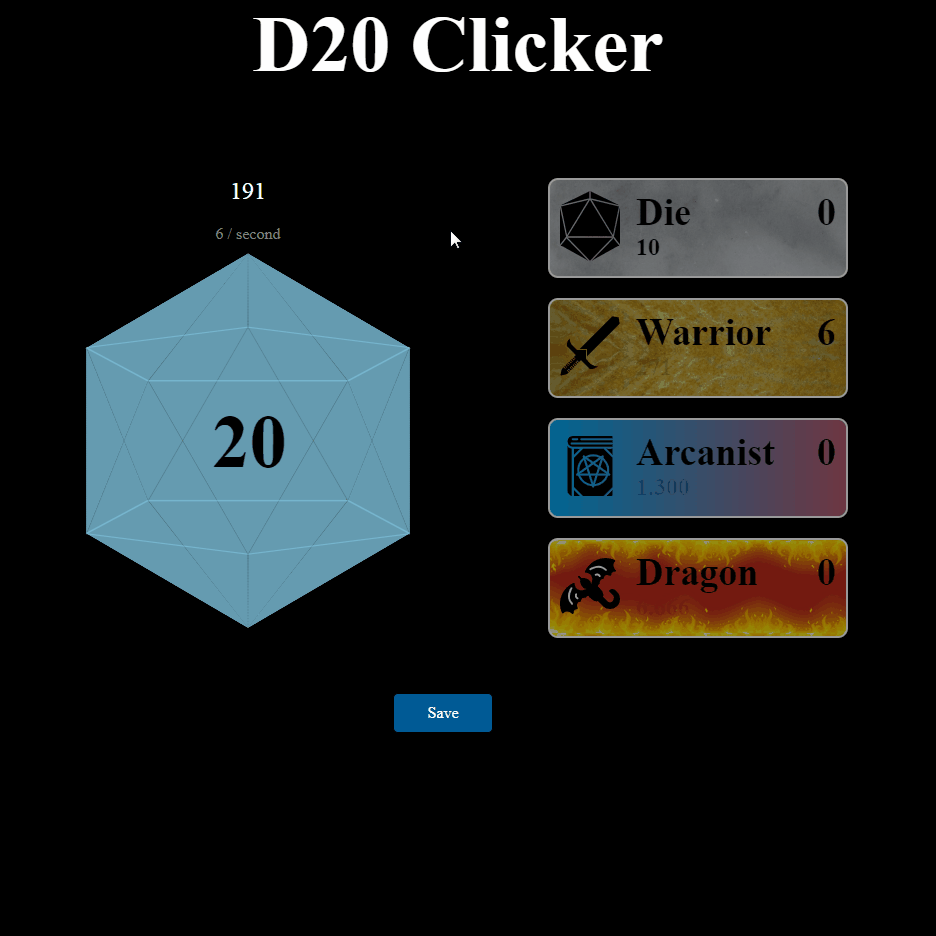 D20 Clicker
191
6 / second
20
Die 0
10
Warrior 6
Arcanist 0
1.300
Dragon 0
Save